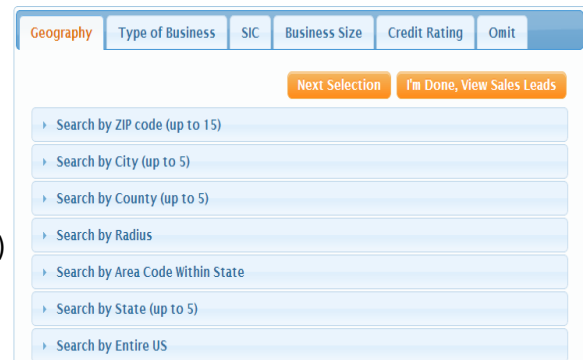 Geography Type of Business SIC Business Size Credit Rating Omit
Next Selection I'm Done, View Sales Leads
Search by ZIP code (up to 15)
Search by City (up to 5)
Search by County (up to 5)
)
Search by Radius
Search by Area Code Within State
Search by State (up to 5)
Search by Entire US